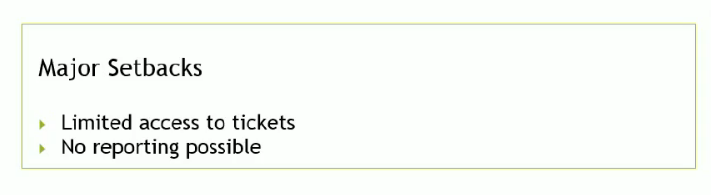 Major Setbacks
Limited access to tickets
No reporting possible